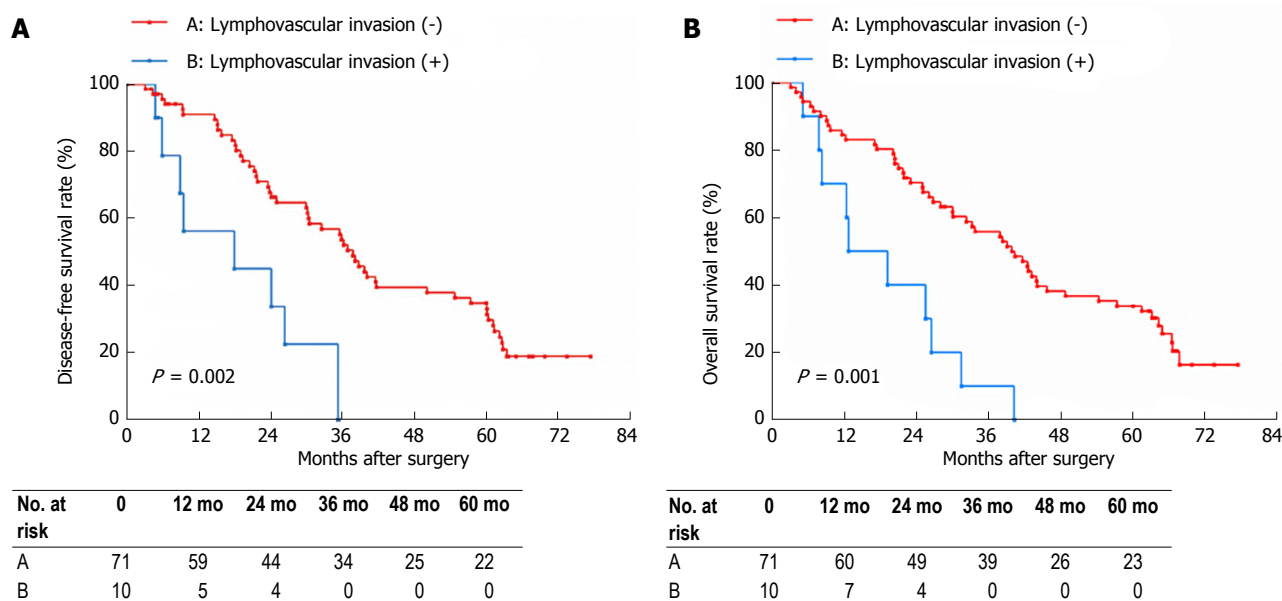 A
A: Lymphovascular invasion (-)
B: Lymphovascular invasion (+)
Disease-free survival rate (%)
100
80
60
40
20
0
P = 0.002
0 12 24 36 48 60 72 84
Months after surgery
No. at risk 0 12 mo 24 mo 36 mo 48 mo 60 mo
A 71 59 44 34 25 22
B 10 5 4 0 0 0
B
A: Lymphovascular invasion (-)
B: Lymphovascular invasion (+)
Overall survival rate (%)
100
80
60
40
20
0
P = 0.001
0 12 24 36 48 60 72 84
Months after surgery
No. at risk 0 12 mo 24 mo 36 mo 48 mo 60 mo
A 71 60 49 39 26 23
B 10 7 4 0 0 0